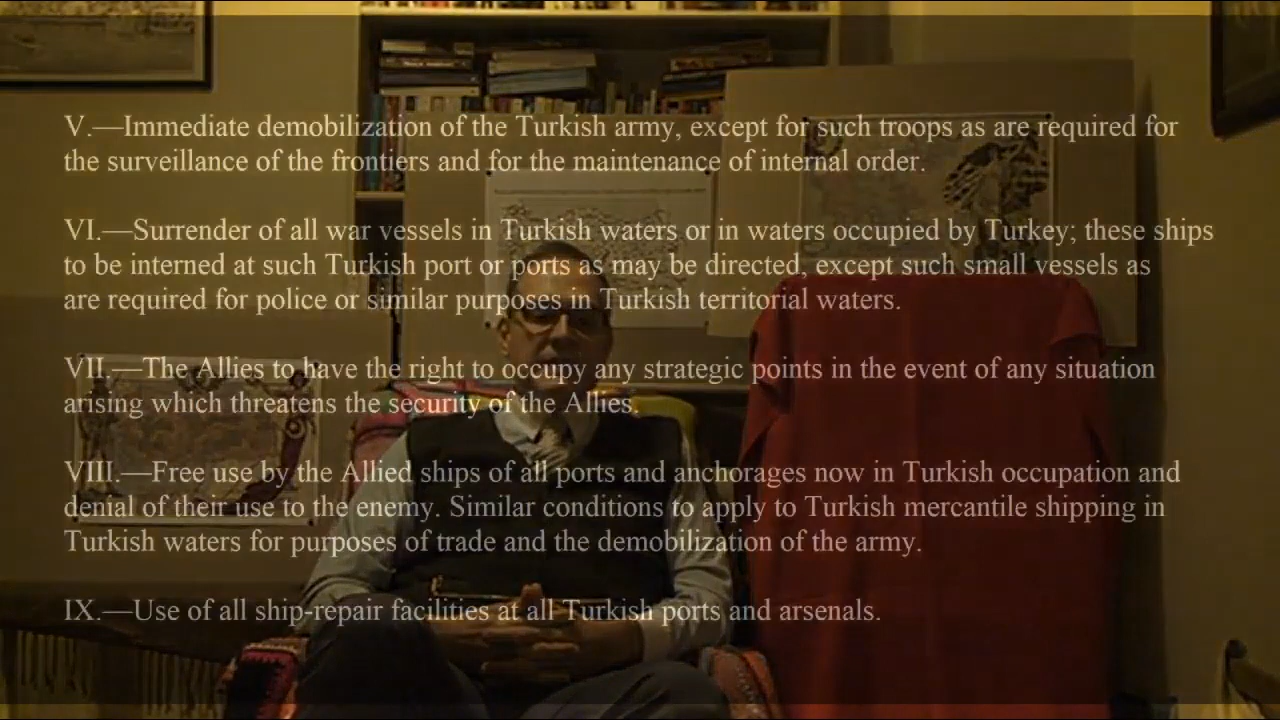 V.—Immediate demobilization of the Turkish army, except for such troops as are required for
the surveillance of the frontiers and for the maintenance of internal order.
VI.—Surrender of all war vessels in Turkish waters or in waters occupied by Turkey; these ships
to be interned at such Turkish port or ports as may be directed, except such small vessels as
are required for police or similar purposes in Turkish territorial waters.
VII.—The Allies to have the right to occupy any strategic points in the event of any situation
arising which threatens the security of the Allies.
VIII.—Free use by the Allied ships of all ports and anchorages now in Turkish occupation and
denial of their use to the enemy. Similar conditions to apply to Turkish mercantile shipping in
Turkish waters for purposes of trade and the demobilization of the army.
IX.—Use of all ship-repair facilities at all Turkish ports and arsenals.